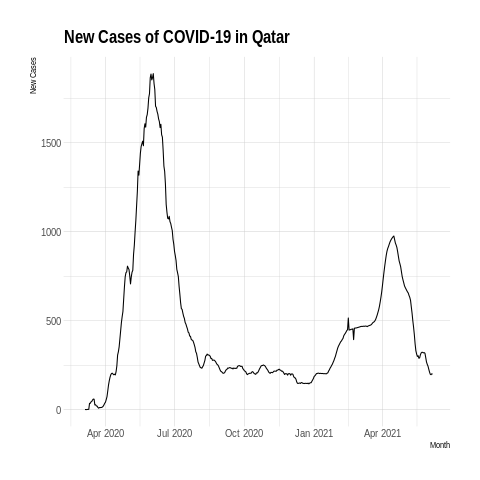 New Cases of COVID-19 in Qatar
New Cases
1500
1000
500
0
Apr 2020 Jul 2020 Oct 2020 Jan 2021 Apr 2021
Month